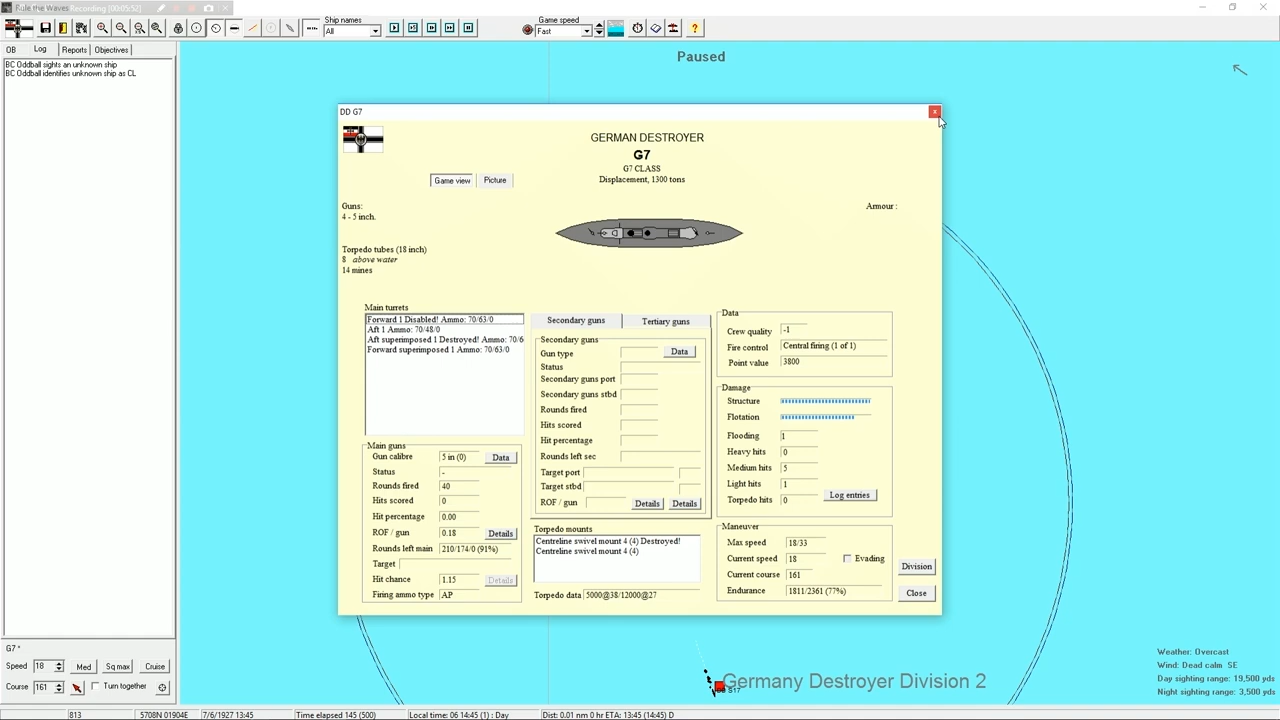 Rule the Waves
Recording [00:05:52]
Ship names
All
Game speed
Fast
OB Log Reports Objectives
BC Oddball sights an unknown ship
BC Oddball identifies unknown ship as CL
Paused
DD G7
GERMAN DESTROYER
G7
G7 CLASS
Displacement, 1300 tons
Game view Picture
Guns:
4 - 5 inch.
Armour :
Torpedo tubes (18 inch)
8 above water
14 mines
Main turrets
Forward 1 Disabled! Ammo: 70/63/0
Aft 1 Ammo: 70/48/0
Aft superimposed 1 Destroyed! Ammo: 70/6
Forward superimposed 1 Ammo: 70/63/0
Main guns
Gun calibre 5 in (0) Data
Status -
Rounds fired 40
Hits scored 0
Hit percentage 0.00
ROF / gun 0.18 Details
Rounds left main 210/174/0 (91%)
Target
Hit chance 1.15 Details
Firing ammo type AP
Secondary guns Tertiary guns
Secondary guns
Gun type Data
Status
Secondary guns port
Secondary guns stbd
Rounds fired
Hits scored
Hit percentage
Rounds left sec
Target port
Target stbd
ROF / gun Details Details
Torpedo mounts
Centreline swivel mount 4 (4) Destroyed!
Centreline swivel mount 4 (4)
Torpedo data 5000@38/12000@27
Data
Crew quality -1
Fire control Central firing (1 of 1)
Point value 3800
Damage
Structure
Flotation
Flooding 1
Heavy hits 0
Medium hits 5
Light hits 1
Torpedo hits 0
Log entries
Maneuver
Max speed 18/33
Current speed 18 Evading
Current course 161
Endurance 1811/2361 (77%)
Division
Close
G7 *
Speed 18 Med Sq max Cruise
Course 161 Turn together
Germany Destroyer Division 2
Weather: Overcast
Wind: Dead calm SE
Day sighting range: 19,500 yds
Night sighting range: 3,500 yds
813 5708N 01904E 7/6/1927 13:45 Time elapsed 145 (500) Local time: 06 14:45 (1) : Day Dist: 0.01 nm 0 hr ETA: 13:45 (14:45) D